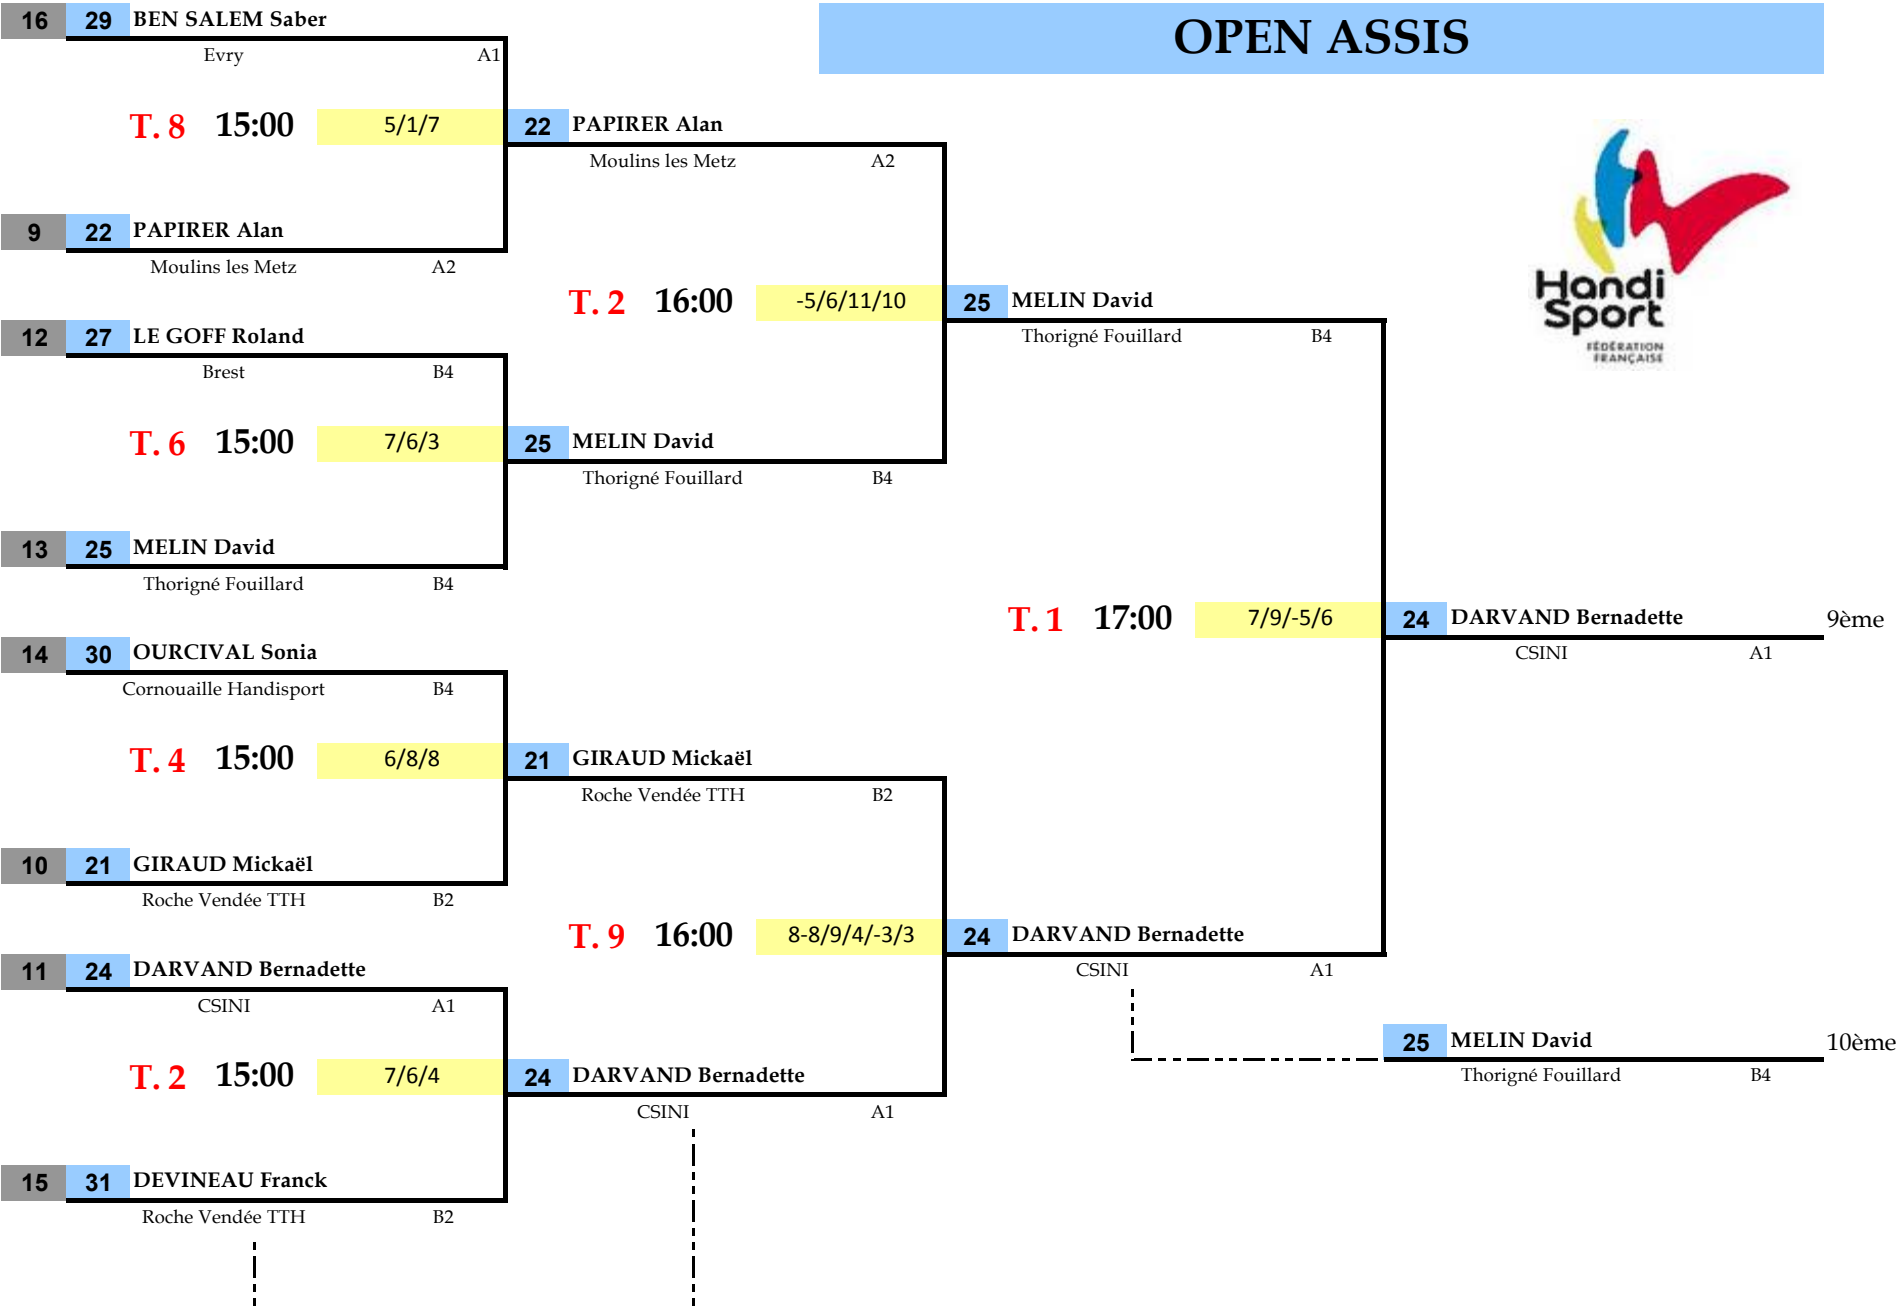 16 29 BEN SALEM Saber
OPEN ASSIS
Evry A1
T. 8 15:00 5/1/7 22 PAPIRER Alan
Moulins les Metz A2
9 22 PAPIRER Alan
Moulins les Metz A2
T. 2 16:00 -5/6/11/10 25 MELIN David
Handi
Sport
FÉDÉRATION
FRANÇAISE
12 27 LE GOFF Roland
Thorigné Fouillard B4
Brest B4
T. 6 15:00 7/6/3 25 MELIN David
Thorigné Fouillard B4
13 25 MELIN David
Thorigné Fouillard B4
T. 1 17:00 7/9/-5/6 24 DARVAND Bernadette 9ème
14 30 OURCIVAL Sonia
CSINI A1
Cornouaille Handisport B4
T. 4 15:00 6/8/8 21 GIRAUD Mickaël
Roche Vendée TTH B2
10 21 GIRAUD Mickaël
Roche Vendée TTH B2
T. 9 16:00 8-8/9/4/-3/3 24 DARVAND Bernadette
11 24 DARVAND Bernadette
CSINI A1
CSINI A1
25 MELIN David 10ème
T. 2 15:00 7/6/4 24 DARVAND Bernadette
Thorigné Fouillard B4
CSINI A1
15 31 DEVINEAU Franck
Roche Vendée TTH B2